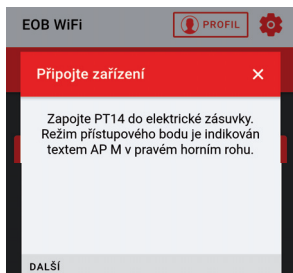 EOB WiFi
PROFIL
Připojte zařízení
Zapojte PT14 do elektrické zásuvky.
Režim přístupového bodu je indikován
textem AP M v pravém horním rohu.
DALŠÍ